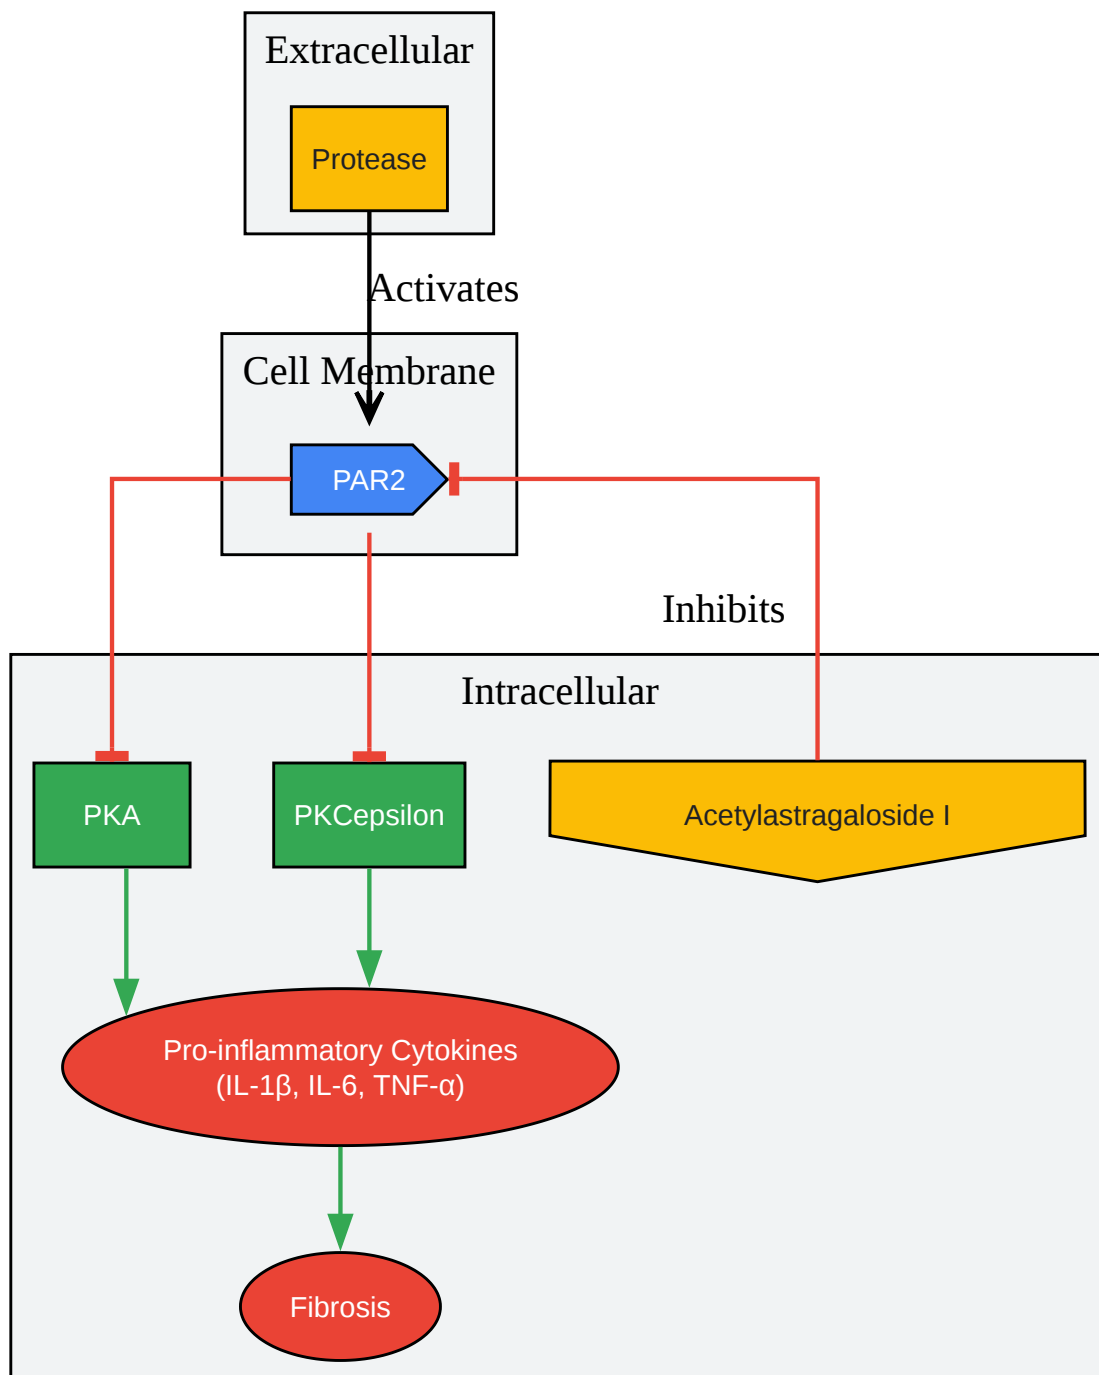 Extracellular
Protease
Activates
Cell Membrane
PAR2
Inhibits
Intracellular
PKA
PKCepsilon
Acetylastragaloside I
Pro-inflammatory Cytokines
(IL-1β, IL-6, TNF-α)
Fibrosis